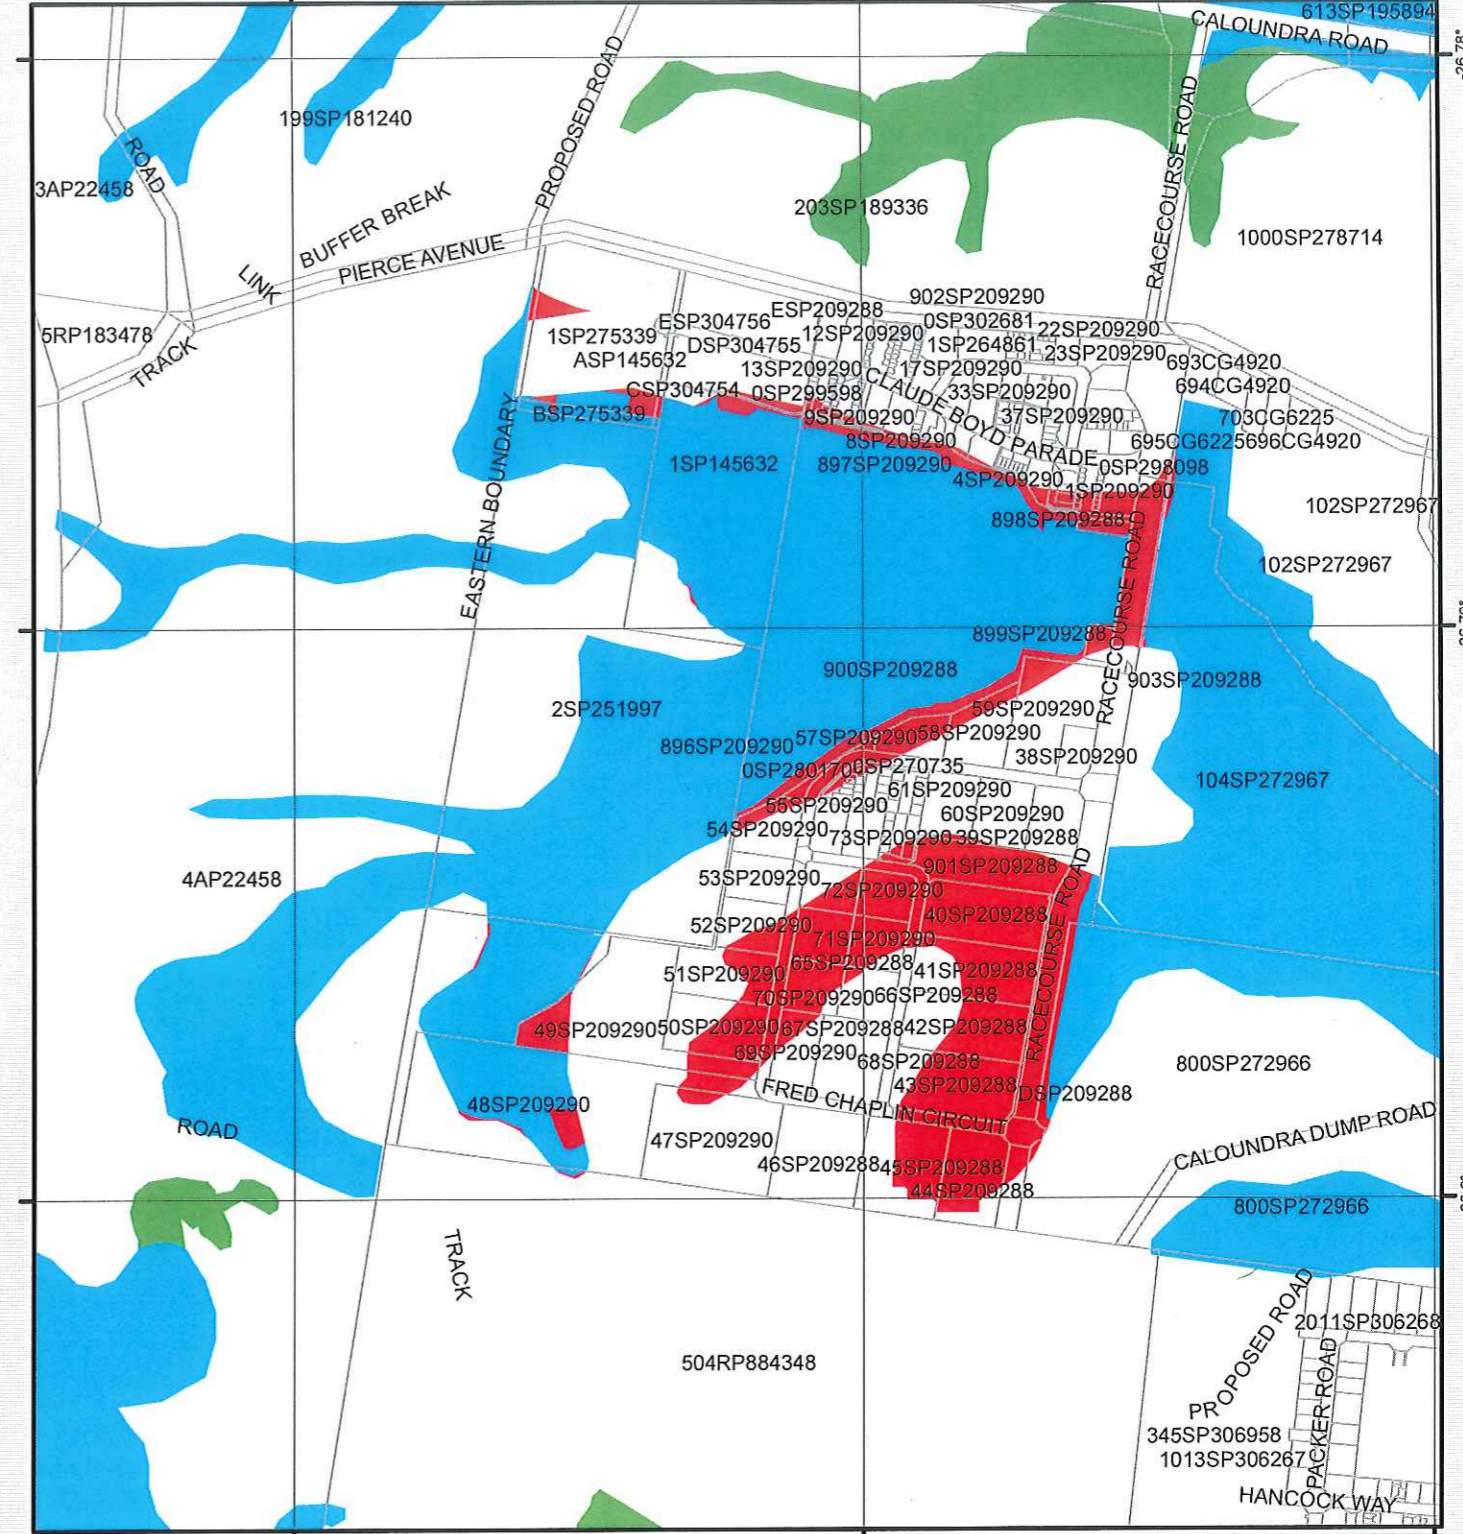 613SP195894
CALOUNDRA ROAD
-26.78°
199SP181240
PROPOSED ROAD
ROAD
3AP22458
RACECOURSE ROAD
203SP189336
BUFFER BREAK
1000SP278714
PIERCE AVENUE
LINK
902SP209290
ESP209288
ESP304756
0SP302681
22SP209290
5RP183478
1SP275339
12SP209290
DSP304755
1SP264861
23SP209290
TRACK
ASP145632
693CG4920
13SP209290
17SP209290
694CG4920
CSP304754
0SP299598
33SP209290
CLAUDE BOYD PARADE
BSP275339
9SP209290
37SP209290
703CG6225
8SP209290
695CG6225
696CG4920
1SP145632
897SP209290
0SP298098
4SP209290
1SP209290
102SP272967
898SP209288
EASTERN BOUNDARY
RACECOURSE ROAD
102SP272967
899SP209288
900SP209288
903SP209288
2SP251997
59SP209290
57SP209290
58SP209290
896SP209290
38SP209290
0SP280170
0SP270735
104SP272967
61SP209290
55SP209290
60SP209290
54SP209290
73SP209290
39SP209288
901SP209288
4AP22458
53SP209290
72SP209290
40SP209288
52SP209290
71SP209290
RACECOURSE ROAD
65SP209288
41SP209288
51SP209290
70SP209290
66SP209288
49SP209290
50SP209290
67SP209288
42SP209288
69SP209290
68SP209288
800SP272966
43SP209288
DSP209288
48SP209290
FRED CHAPLIN CIRCUIT
ROAD
47SP209290
CALOUNDRA DUMP ROAD
46SP209288
45SP209288
44SP209288
800SP272966
TRACK
PROPOSED ROAD
2011SP306268
504RP884348
PACKER ROAD
345SP306958
1013SP306267
HANCOCK WAY